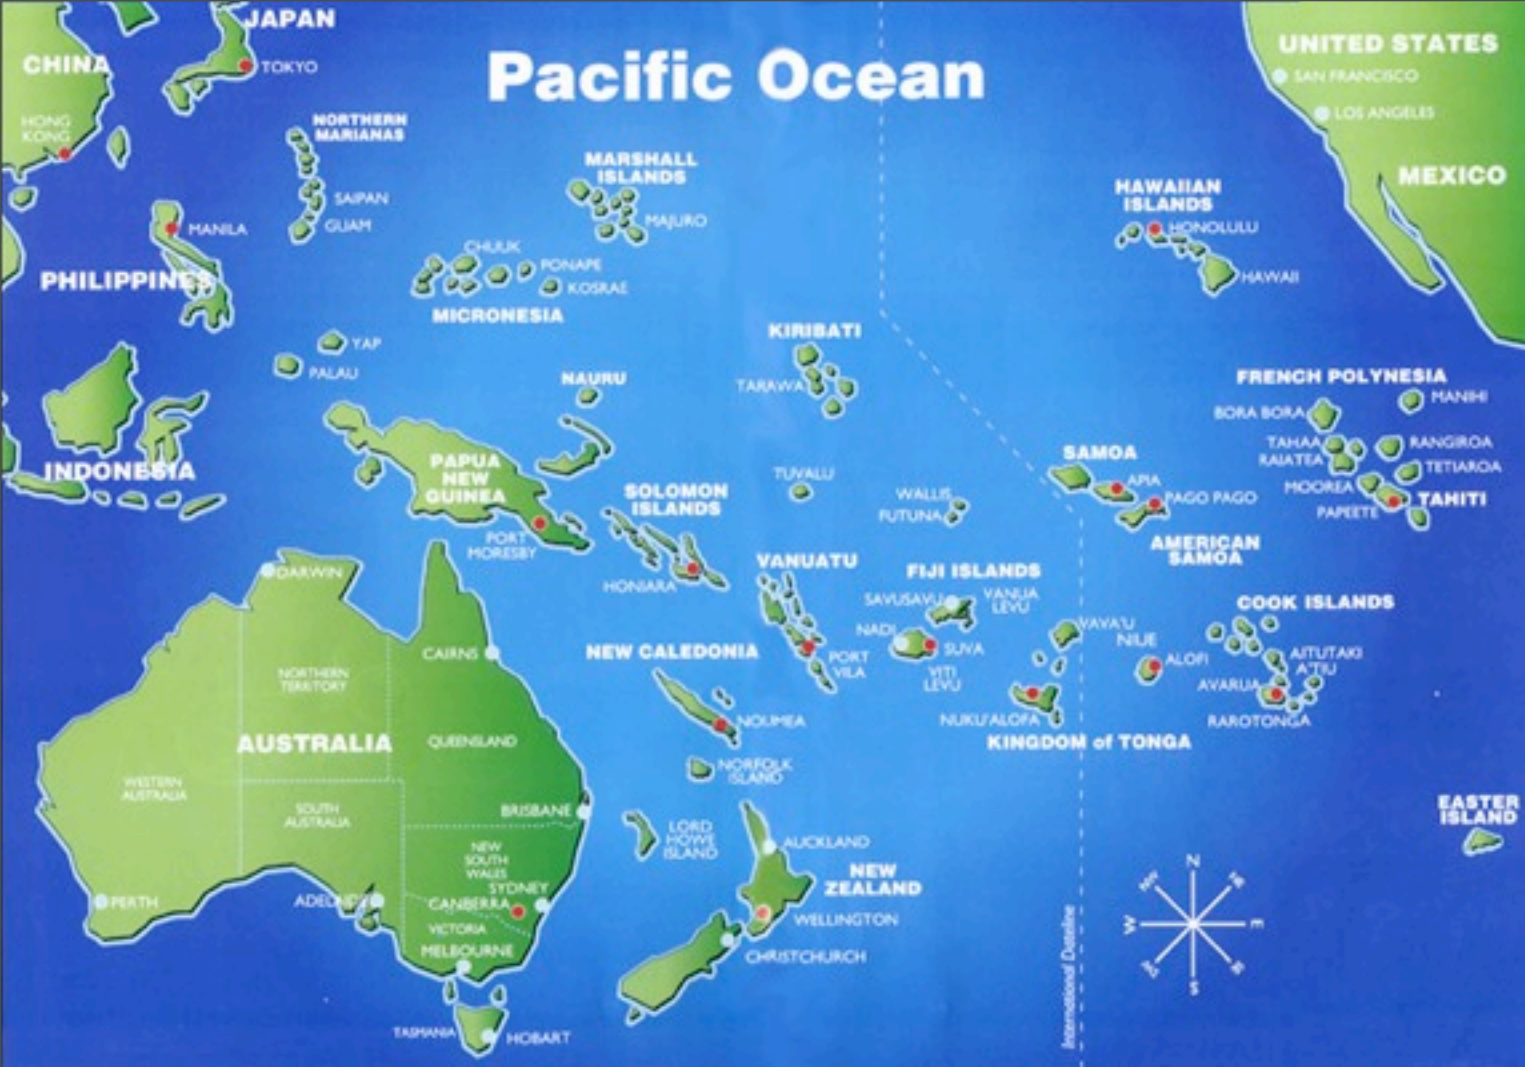 JAPAN
CHINA
TOKYO
Pacific Ocean
UNITED STATES
SAN FRANCISCO
LOS ANGELES
HONG
KONG
NORTHERN
MARIANAS
MARSHALL
ISLANDS
MEXICO
SAIPAN
GUAM
MAJURO
HAWAIIAN
ISLANDS
HONOLULU
HAWAII
MANILA
PHILIPPINES
CHUUK
PONAPE
KOSRAE
MICRONESIA
KIRIBATI
TARAWA
YAP
PALAU
NAURU
FRENCH POLYNESIA
MANIHI
BORA BORA
TAHAA
RAIATEA
RANGIROA
TETIAROA
MOOREA
TAHITI
PAPEETE
INDONESIA
PAPUA
NEW
GUINEA
PORT
MORESBY
SOLOMON
ISLANDS
HONIARA
TUVALU
WALLIS
FUTUNA
SAMOA
APIA
PAGO PAGO
AMERICAN
SAMOA
VANUATU
PORT
VILA
FIJI ISLANDS
SAVUSAVU
VANUA
LEVU
NADI
SUVA
VITI
LEVU
VAVA'U
NIUE
ALOFI
COOK ISLANDS
AITUTAKI
A'TIU
AVARUA
RAROTONGA
NUKU'ALOFA
KINGDOM of TONGA
NEW CALEDONIA
NOUMEA
NORFOLK
ISLAND
LORD
HOWE
ISLAND
DARWIN
CAIRNS
NORTHERN
TERRITORY
AUSTRALIA
QUEENSLAND
WESTERN
AUSTRALIA
SOUTH
AUSTRALIA
BRISBANE
NEW
SOUTH
WALES
SYDNEY
CANBERRA
PERTH
ADELAIDE
VICTORIA
MELBOURNE
TASMANIA
HOBART
AUCKLAND
NEW
ZEALAND
WELLINGTON
CHRISTCHURCH
EASTER
ISLAND
International Dateline
N
NW
NE
W
E
SW
SE
S